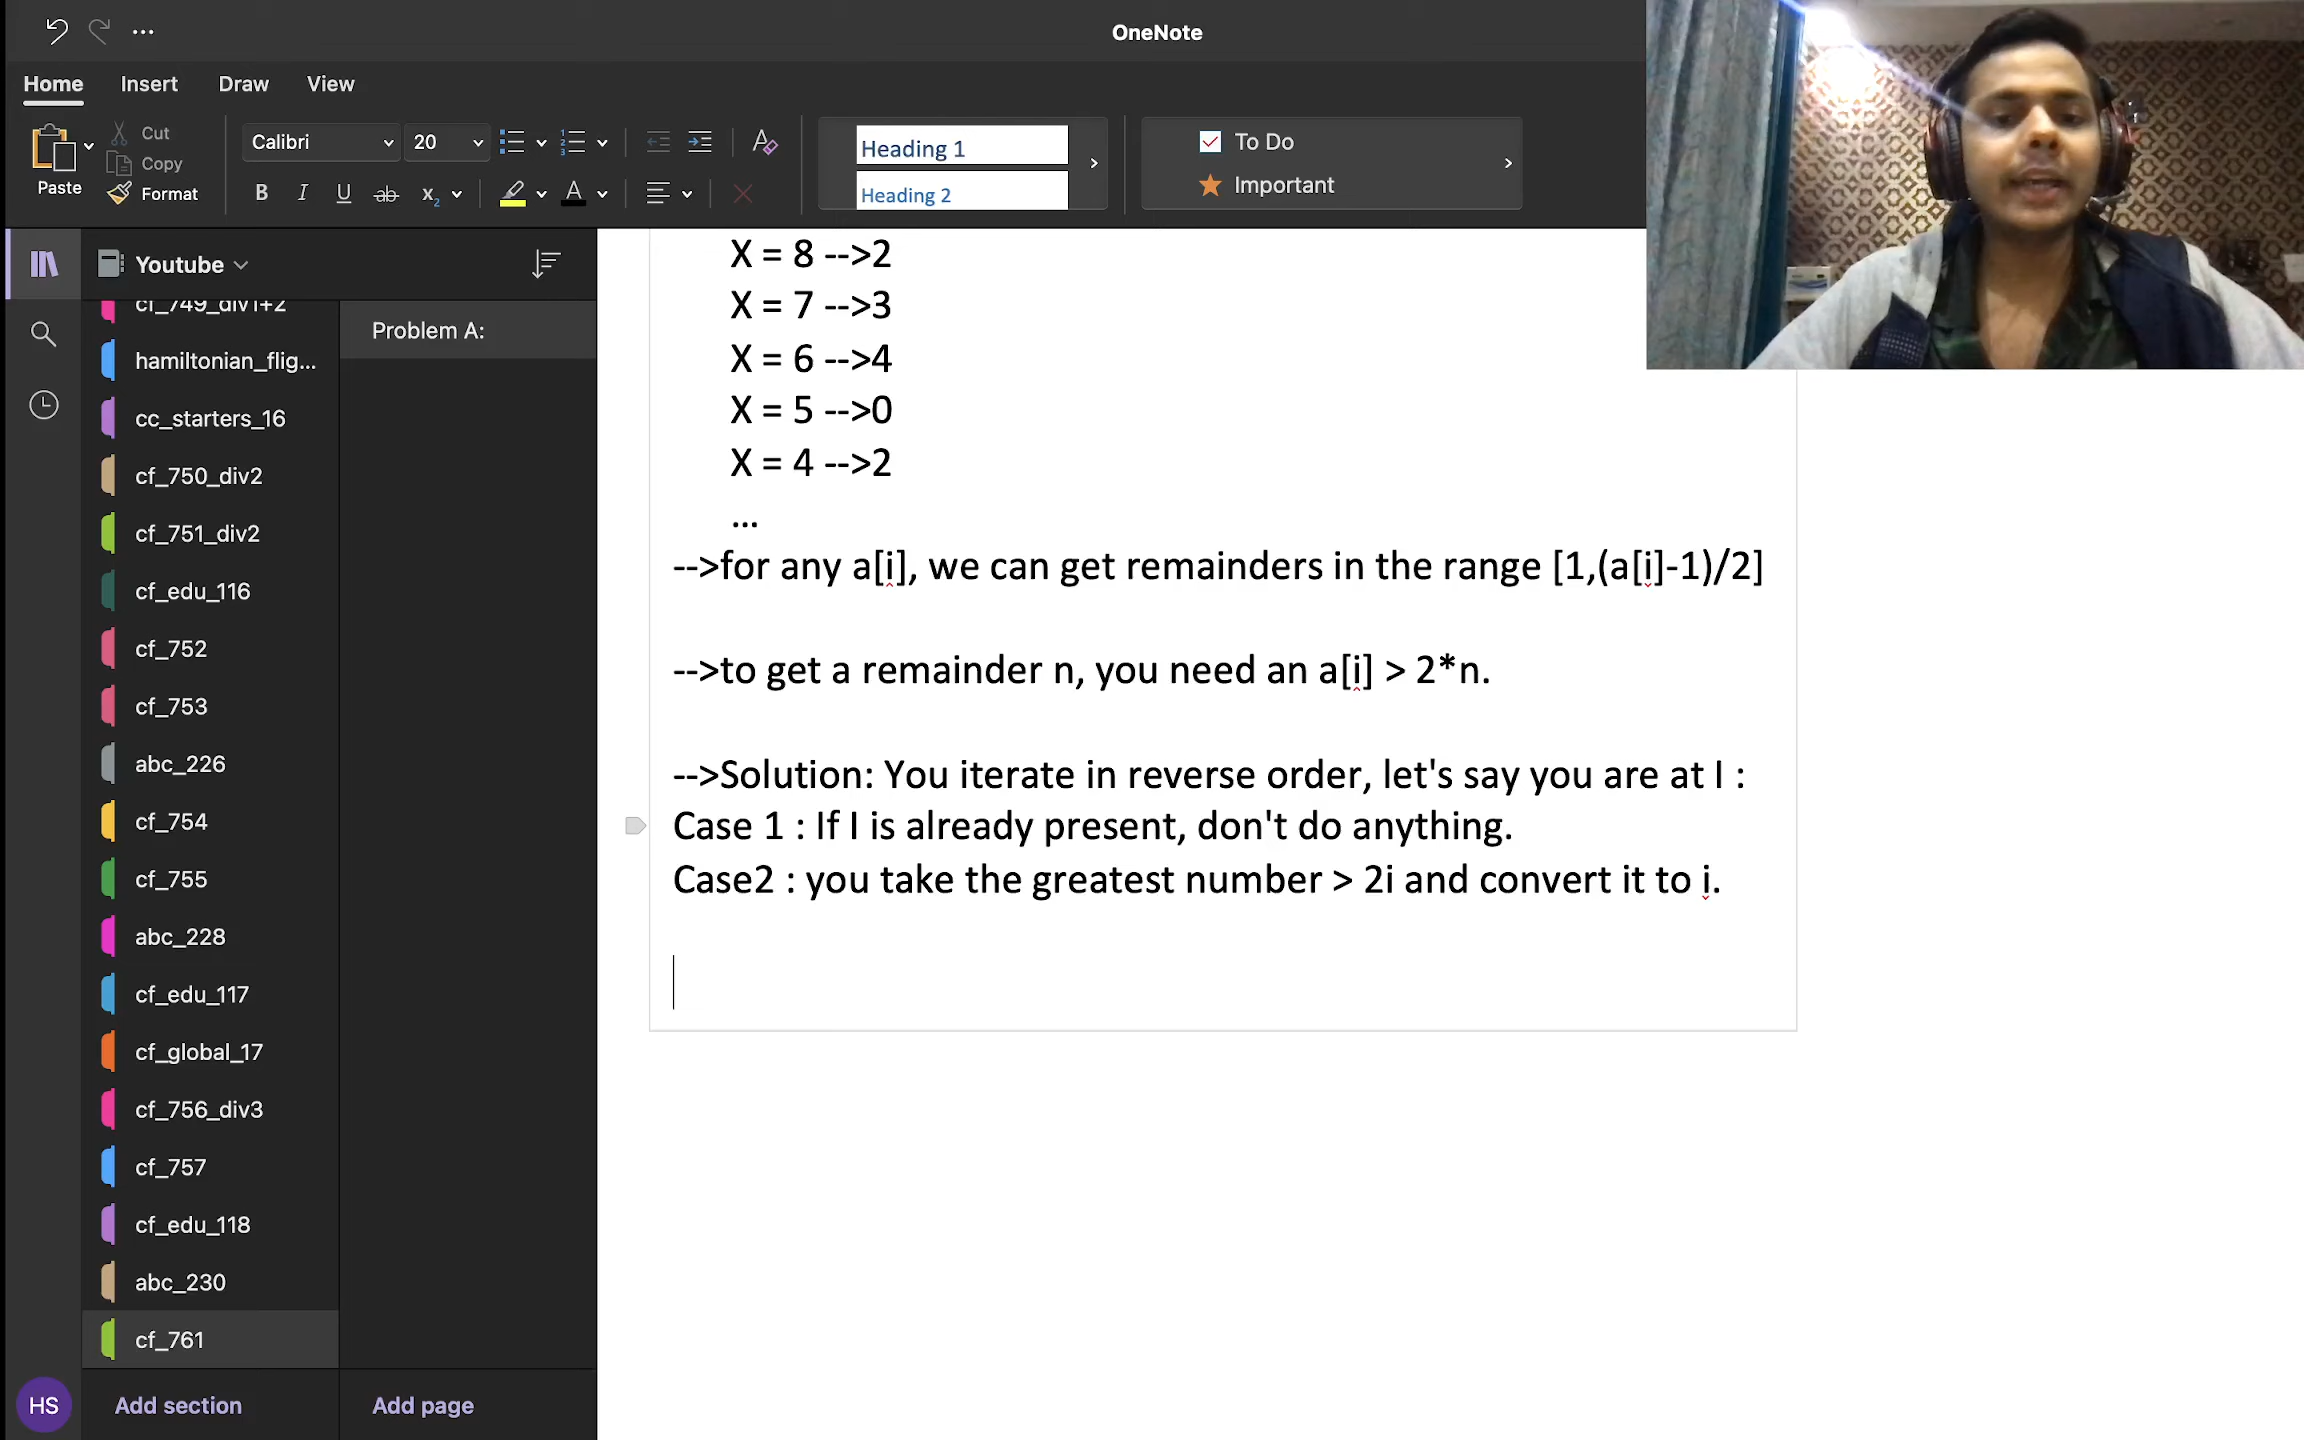 OneNote
Home Insert Draw View
Paste
Cut
Copy
Format
Calibri 20
B I U ab x2 A
Heading 1
Heading 2
To Do
Important
Youtube
cf_749_div1+2
hamiltonian_flig...
cc_starters_16
cf_750_div2
cf_751_div2
cf_edu_116
cf_752
cf_753
abc_226
cf_754
cf_755
abc_228
cf_edu_117
cf_global_17
cf_756_div3
cf_757
cf_edu_118
abc_230
cf_761
HS
Add section
Problem A:
Add page
X = 8 -->2
X = 7 -->3
X = 6 -->4
X = 5 -->0
X = 4 -->2
...
-->for any a[i], we can get remainders in the range [1,(a[i]-1)/2]
-->to get a remainder n, you need an a[i] > 2*n.
-->Solution: You iterate in reverse order, let's say you are at I :
Case 1 : If I is already present, don't do anything.
Case2 : you take the greatest number > 2i and convert it to i.